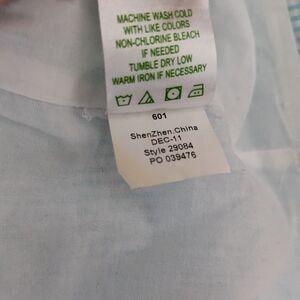 MACHINE WASH COLD
WITH LIKE COLORS
NON-CHLORINE BLEACH
IF NEEDED
TUMBLE DRY LOW
WARM IRON IF NECESSARY
601
ShenZhen,China
DEC-11
Style 29084
PO 039476